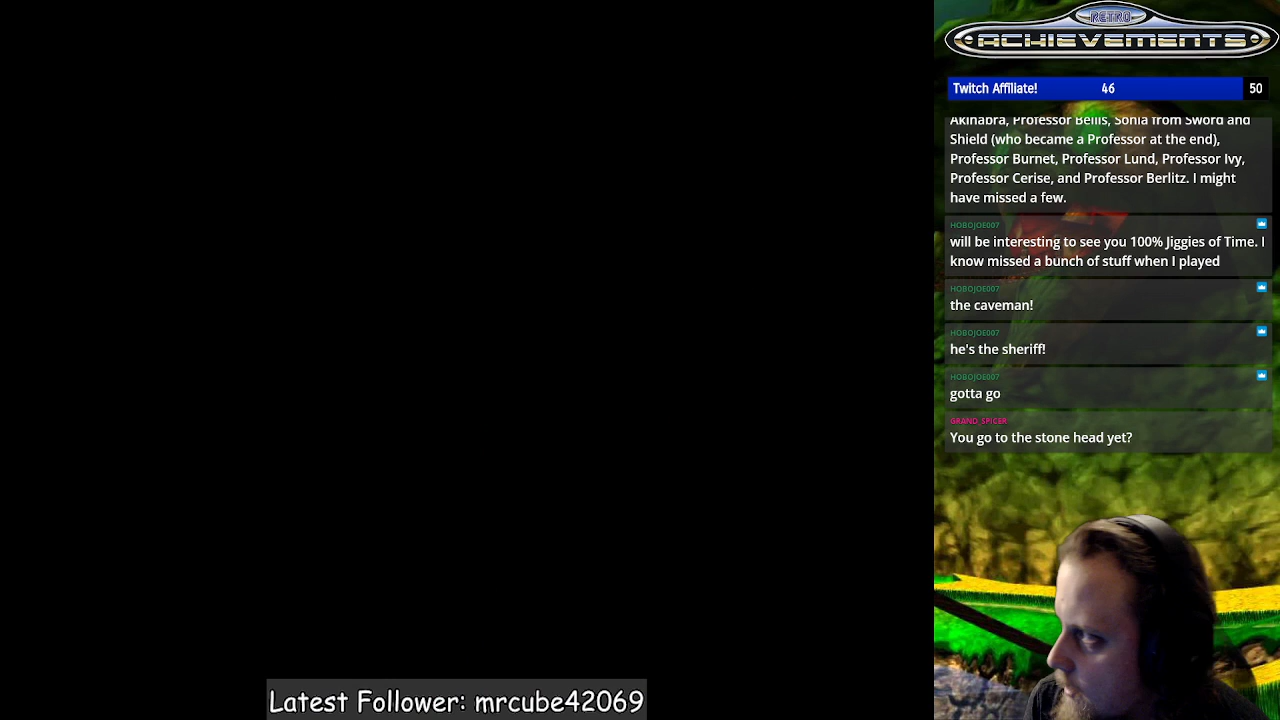 RETRO
ACHIEVEMENTS
Twitch Affiliate! 46 50
Akinabra, Professor Bellis, Sonia from Sword and
Shield (who became a Professor at the end),
Professor Burnet, Professor Lund, Professor Ivy,
Professor Cerise, and Professor Berlitz. I might
have missed a few.
HOBOJOE007
will be interesting to see you 100% Jiggies of Time. I
know missed a bunch of stuff when I played
HOBOJOE007
the caveman!
HOBOJOE007
he's the sheriff!
HOBOJOE007
gotta go
GRAND_SPICER
You go to the stone head yet?
Latest Follower: mrcube42069